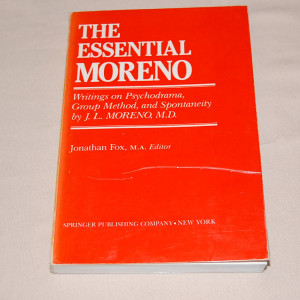 THE
ESSENTIAL
MORENO
Writings on Psychodrama,
Group Method, and Spontaneity
by J. L. MORENO, M.D.
Jonathan Fox, M.A. Editor
SPRINGER PUBLISHING COMPANY • NEW YORK